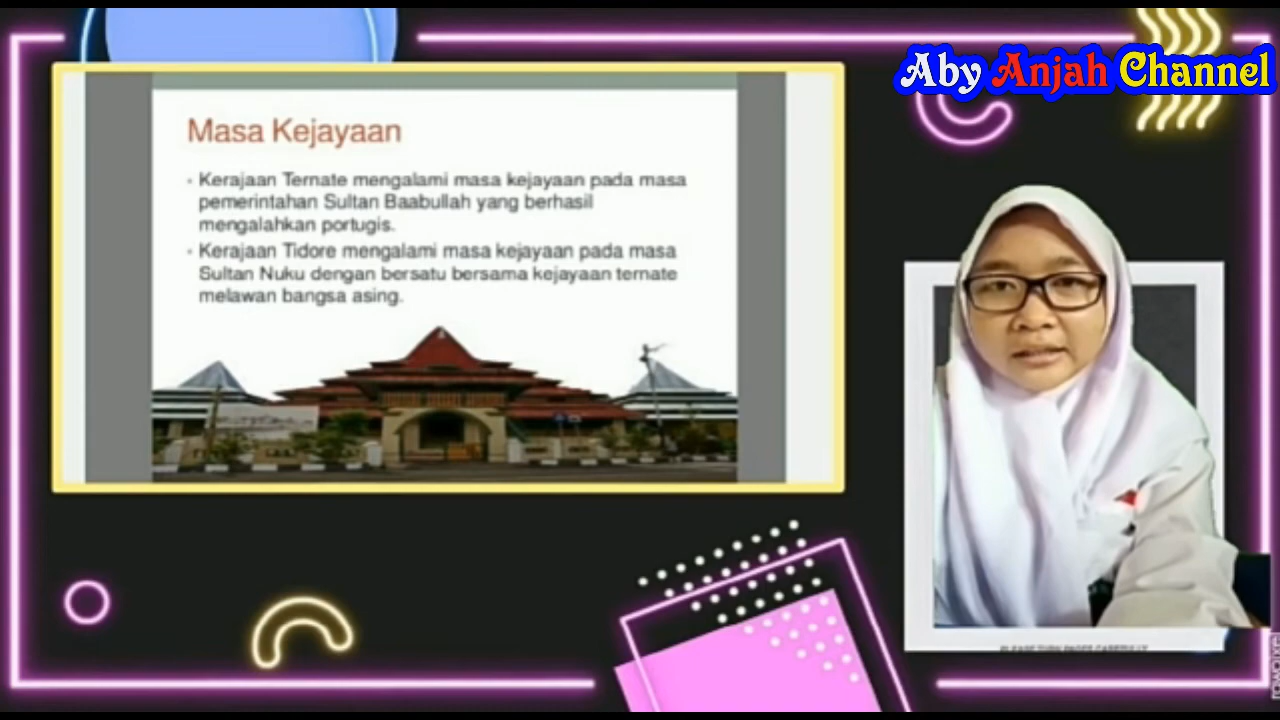 Aby Anjah Channel
Masa Kejayaan
Kerajaan Ternate mengalami masa kejayaan pada masa
pemerintahan Sultan Baabullah yang berhasil
mengalahkan portugis.
Kerajaan Tidore mengalami masa kejayaan pada masa
Sultan Nuku dengan bersatu bersama kejayaan ternate
melawan bangsa asing.